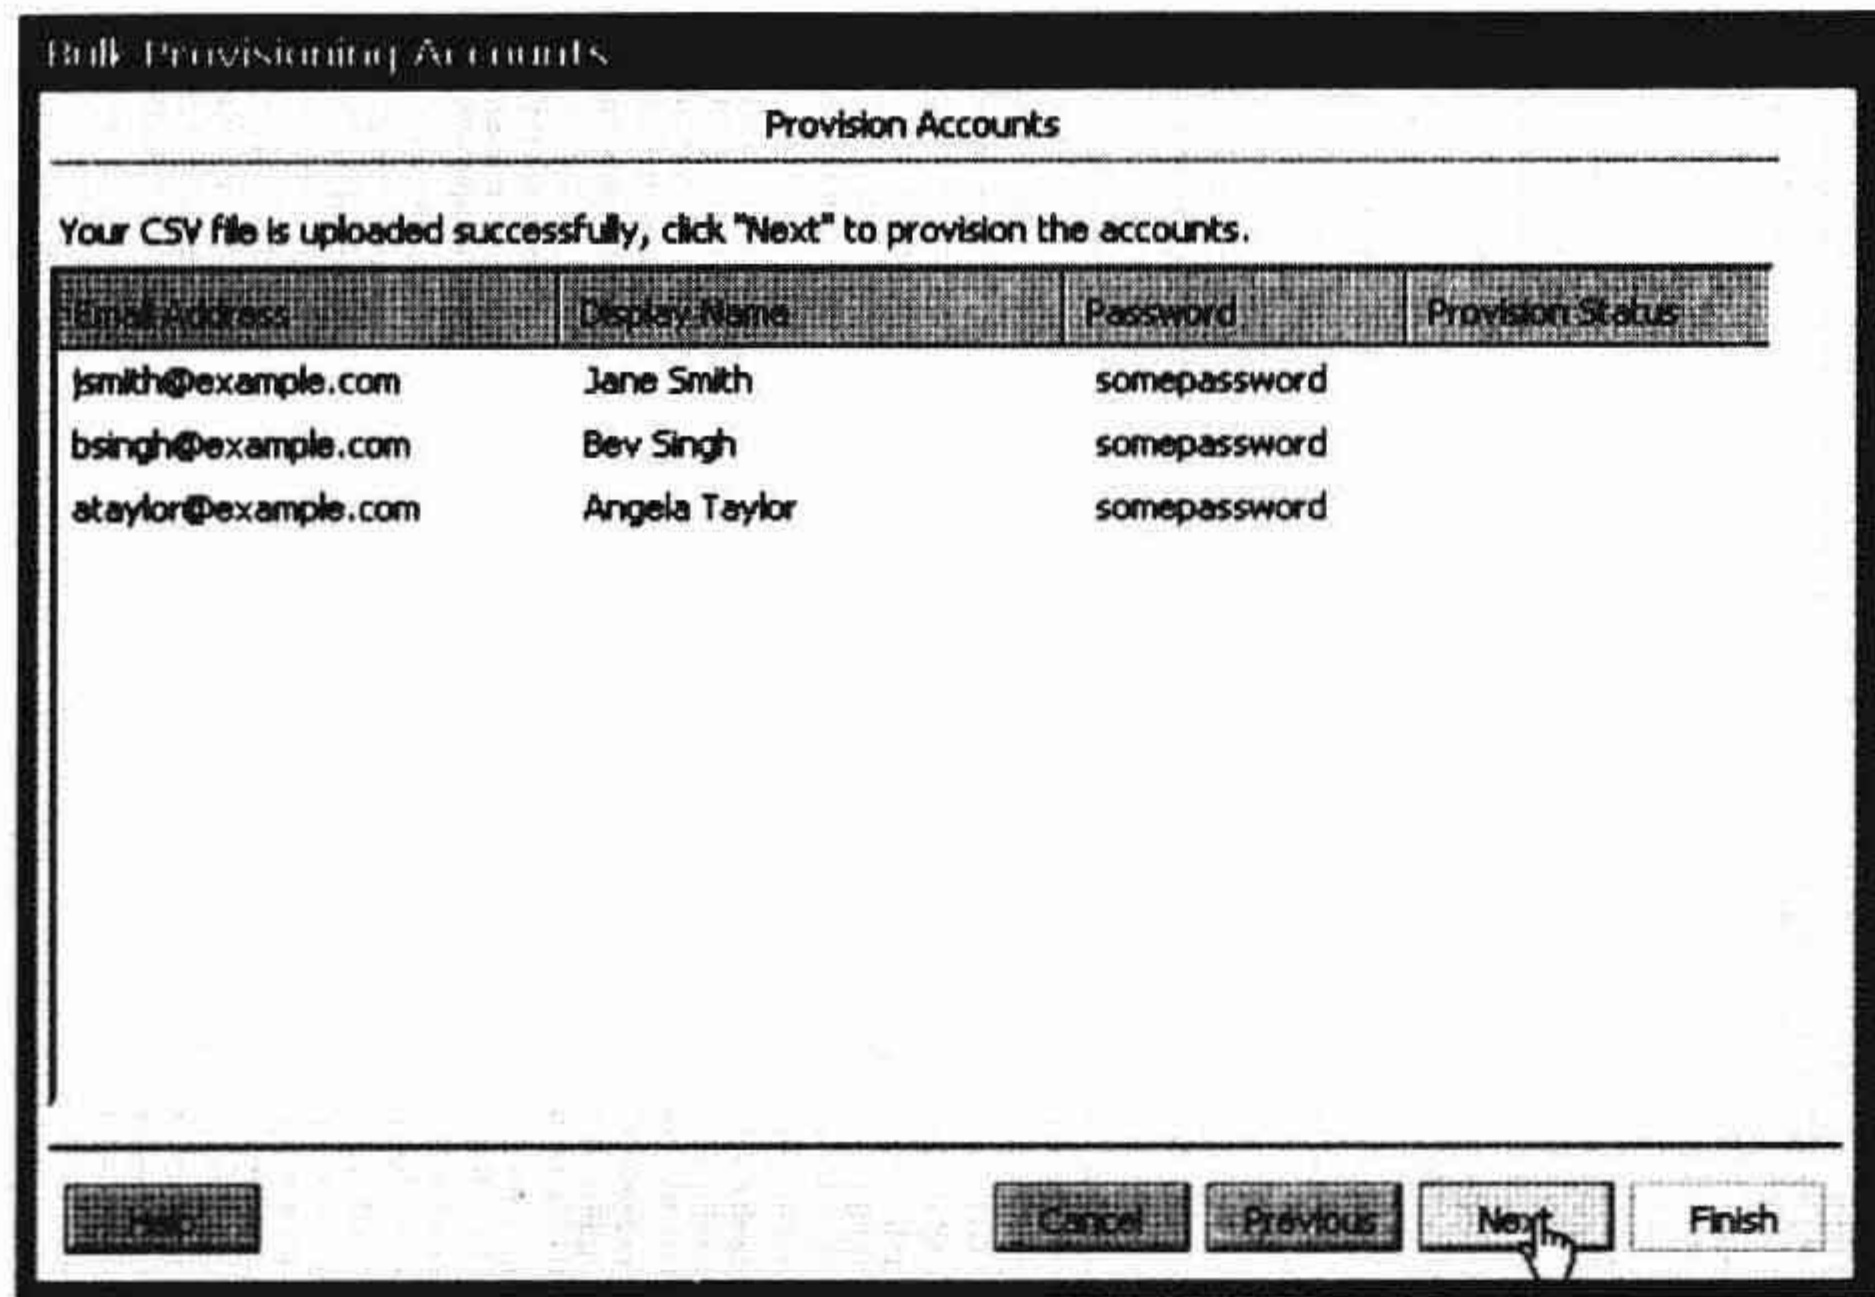 Bulk Provisioning Accounts
Provision Accounts
Your CSV file is uploaded successfully, click "Next" to provision the accounts.
Email Address Display Name Password Provision Status
jsmith@example.com Jane Smith somepassword
bsingh@example.com Bev Singh somepassword
ataylor@example.com Angela Taylor somepassword
Help Cancel Previous Next Finish